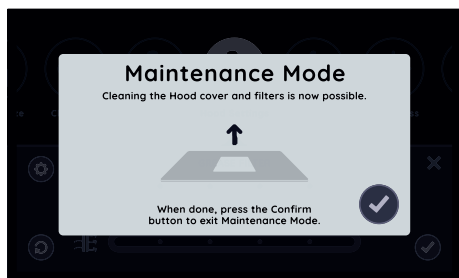 Maintenance Mode
Cleaning the Hood cover and filters is now possible.
When done, press the Confirm
button to exit Maintenance Mode.